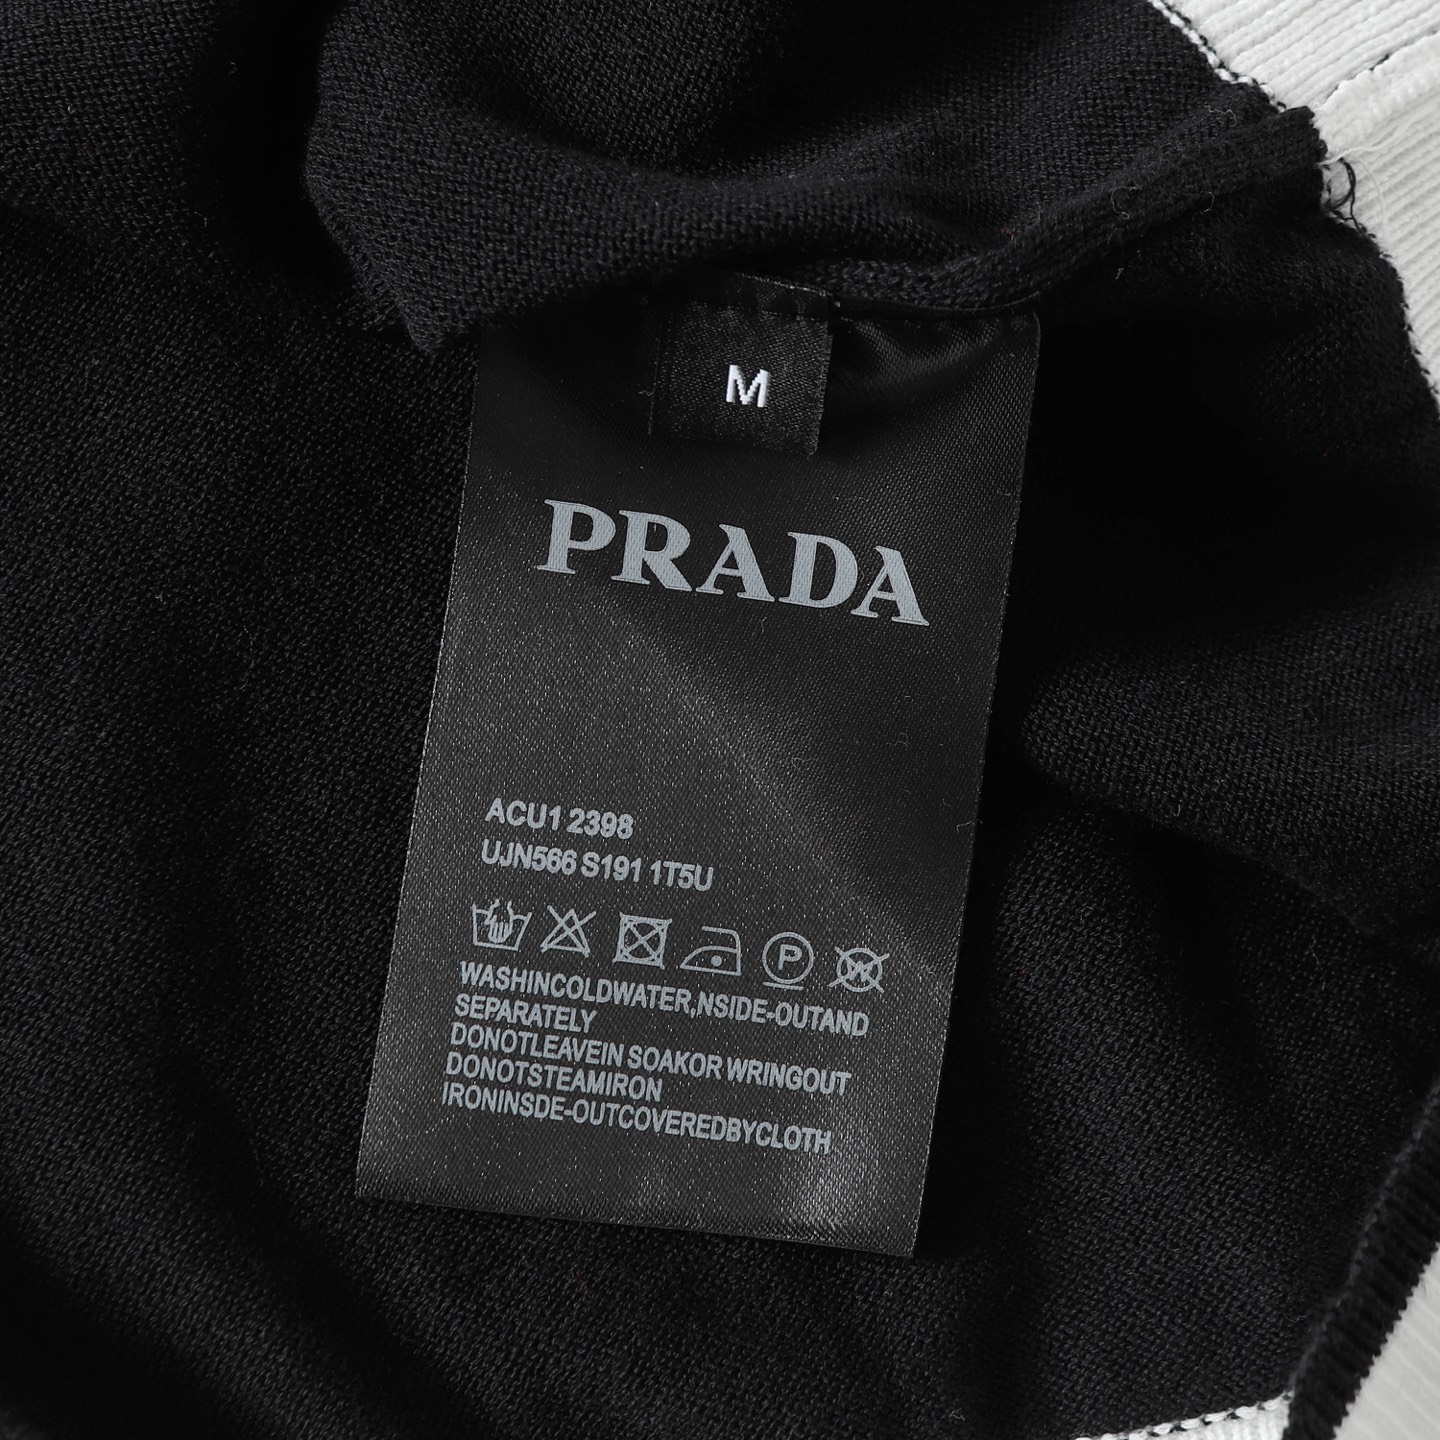 M
PRADA
ACU1 2398
UJN566 S191 1T5U
P
W
WASHINCOLDWATER,NSIDE-OUTAND
SEPARATELY
DONOTLEAVEIN SOAKOR WRINGOUT
DONOTSTEAMIRON
IRONINSDE-OUTCOVEREDBYCLOTH